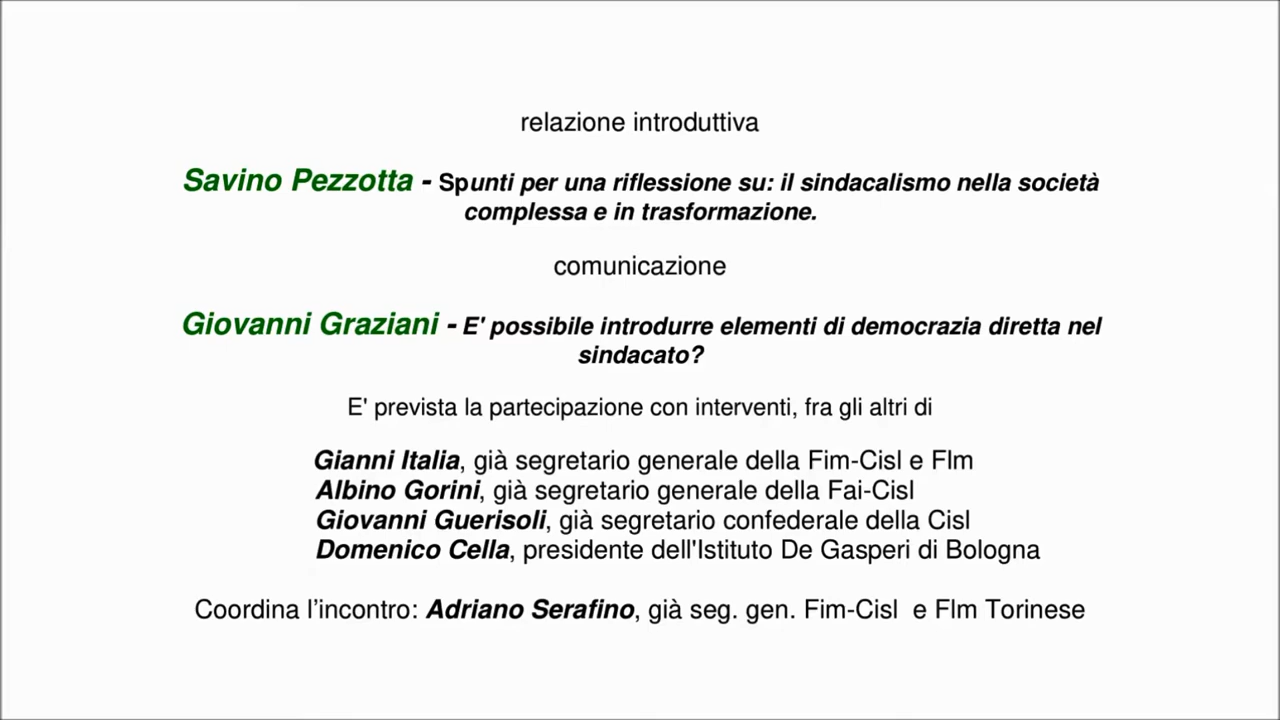 relazione introduttiva
Savino Pezzotta - Spunti per una riflessione su: il sindacalismo nella società
complessa e in trasformazione.
comunicazione
Giovanni Graziani - E' possibile introdurre elementi di democrazia diretta nel
sindacato?
E' prevista la partecipazione con interventi, fra gli altri di
Gianni Italia, già segretario generale della Fim-Cisl e Flm
Albino Gorini, già segretario generale della Fai-Cisl
Giovanni Guerisoli, già segretario confederale della Cisl
Domenico Cella, presidente dell'Istituto De Gasperi di Bologna
Coordina l’incontro: Adriano Serafino, già seg. gen. Fim-Cisl  e Flm Torinese